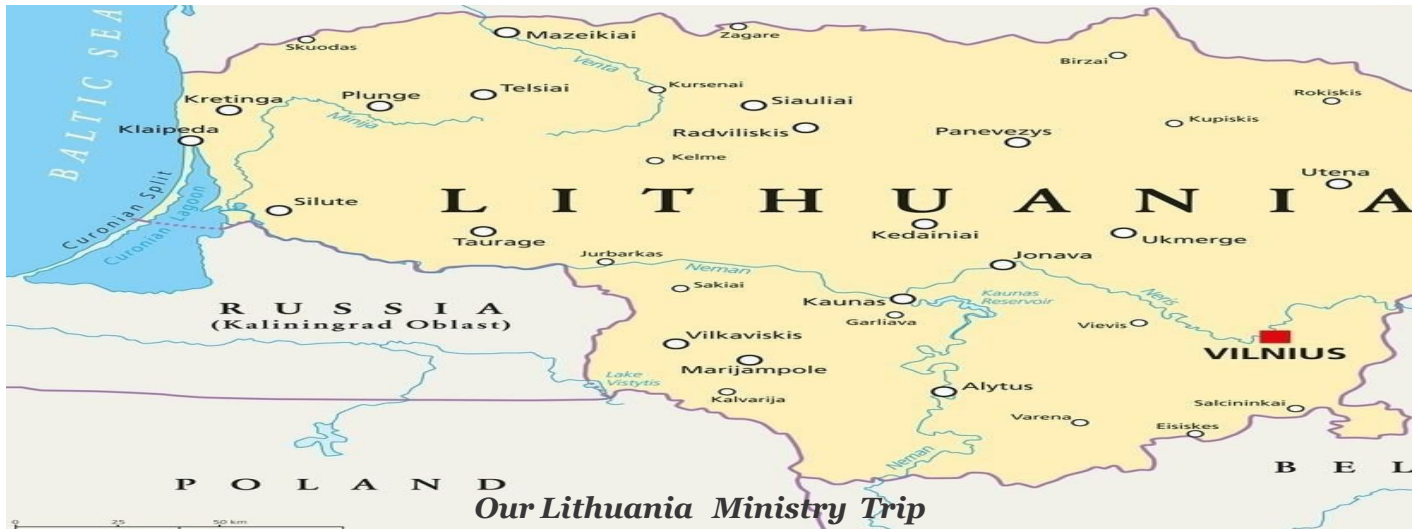 BALTIC SEA
Skuodas
Mazeikiai
Zagare
Birzai
Venta
Kretinga
Plunge
Telsiai
Kursenai
Siauliai
Rokiskis
Klaipeda
Minija
Radviliskis
Panevezys
Kupiskis
Kelme
Utena
LITHUANIA
Curonian Split
Curonian Lagoon
Silute
Taurage
Kedainiai
Ukmerge
Jurbarkas
Neman
Jonava
Sakiai
Kaunas
Kaunas
Reservoir
Neris
RUSSIA
(Kaliningrad Oblast)
Garliava
Vievis
Vilkaviskis
VILNIUS
Marijampole
Lake
Vistytis
Kalvarija
Alytus
Varena
Salcininkai
Eisiskes
Neman
POLAND
BEL
Our Lithuania Ministry Trip
0 25 50 km